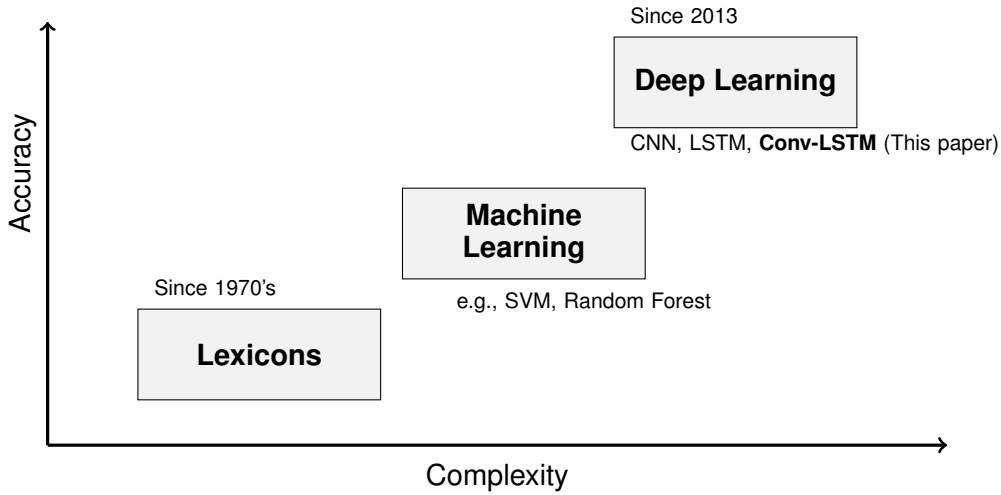 Since 2013
Deep Learning
CNN, LSTM, Conv-LSTM (This paper)
Accuracy
Machine
Learning
e.g., SVM, Random Forest
Since 1970's
Lexicons
Complexity